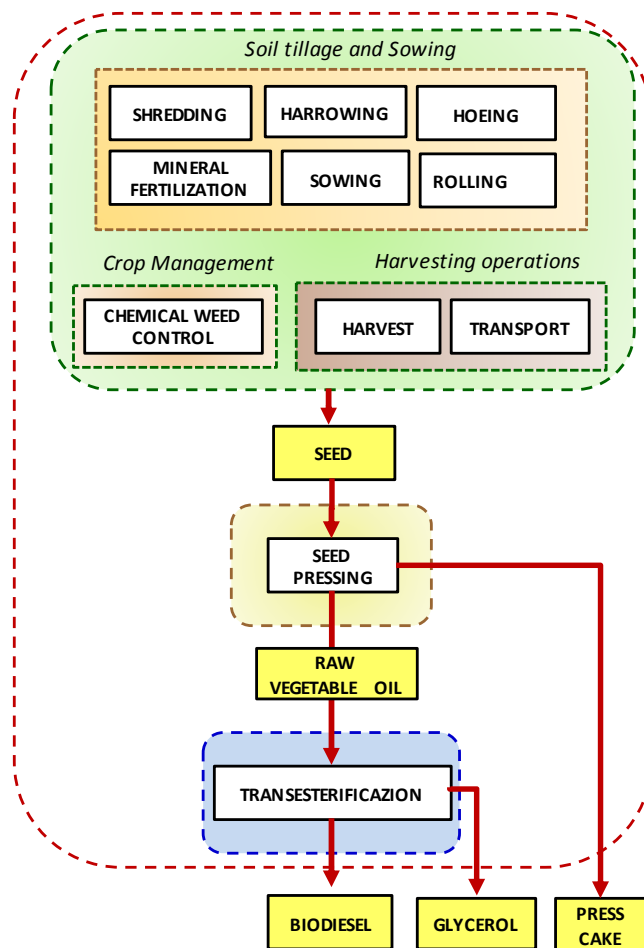 Soil tillage and Sowing
SHREDDING
HARROWING
HOEING
MINERAL
FERTILIZATION
SOWING
ROLLING
Crop Management
Harvesting operations
CHEMICAL WEED
CONTROL
HARVEST
TRANSPORT
SEED
SEED
PRESSING
RAW
VEGETABLE OIL
TRANSESTERIFICAZION
BIODIESEL
GLYCEROL
PRESS
CAKE